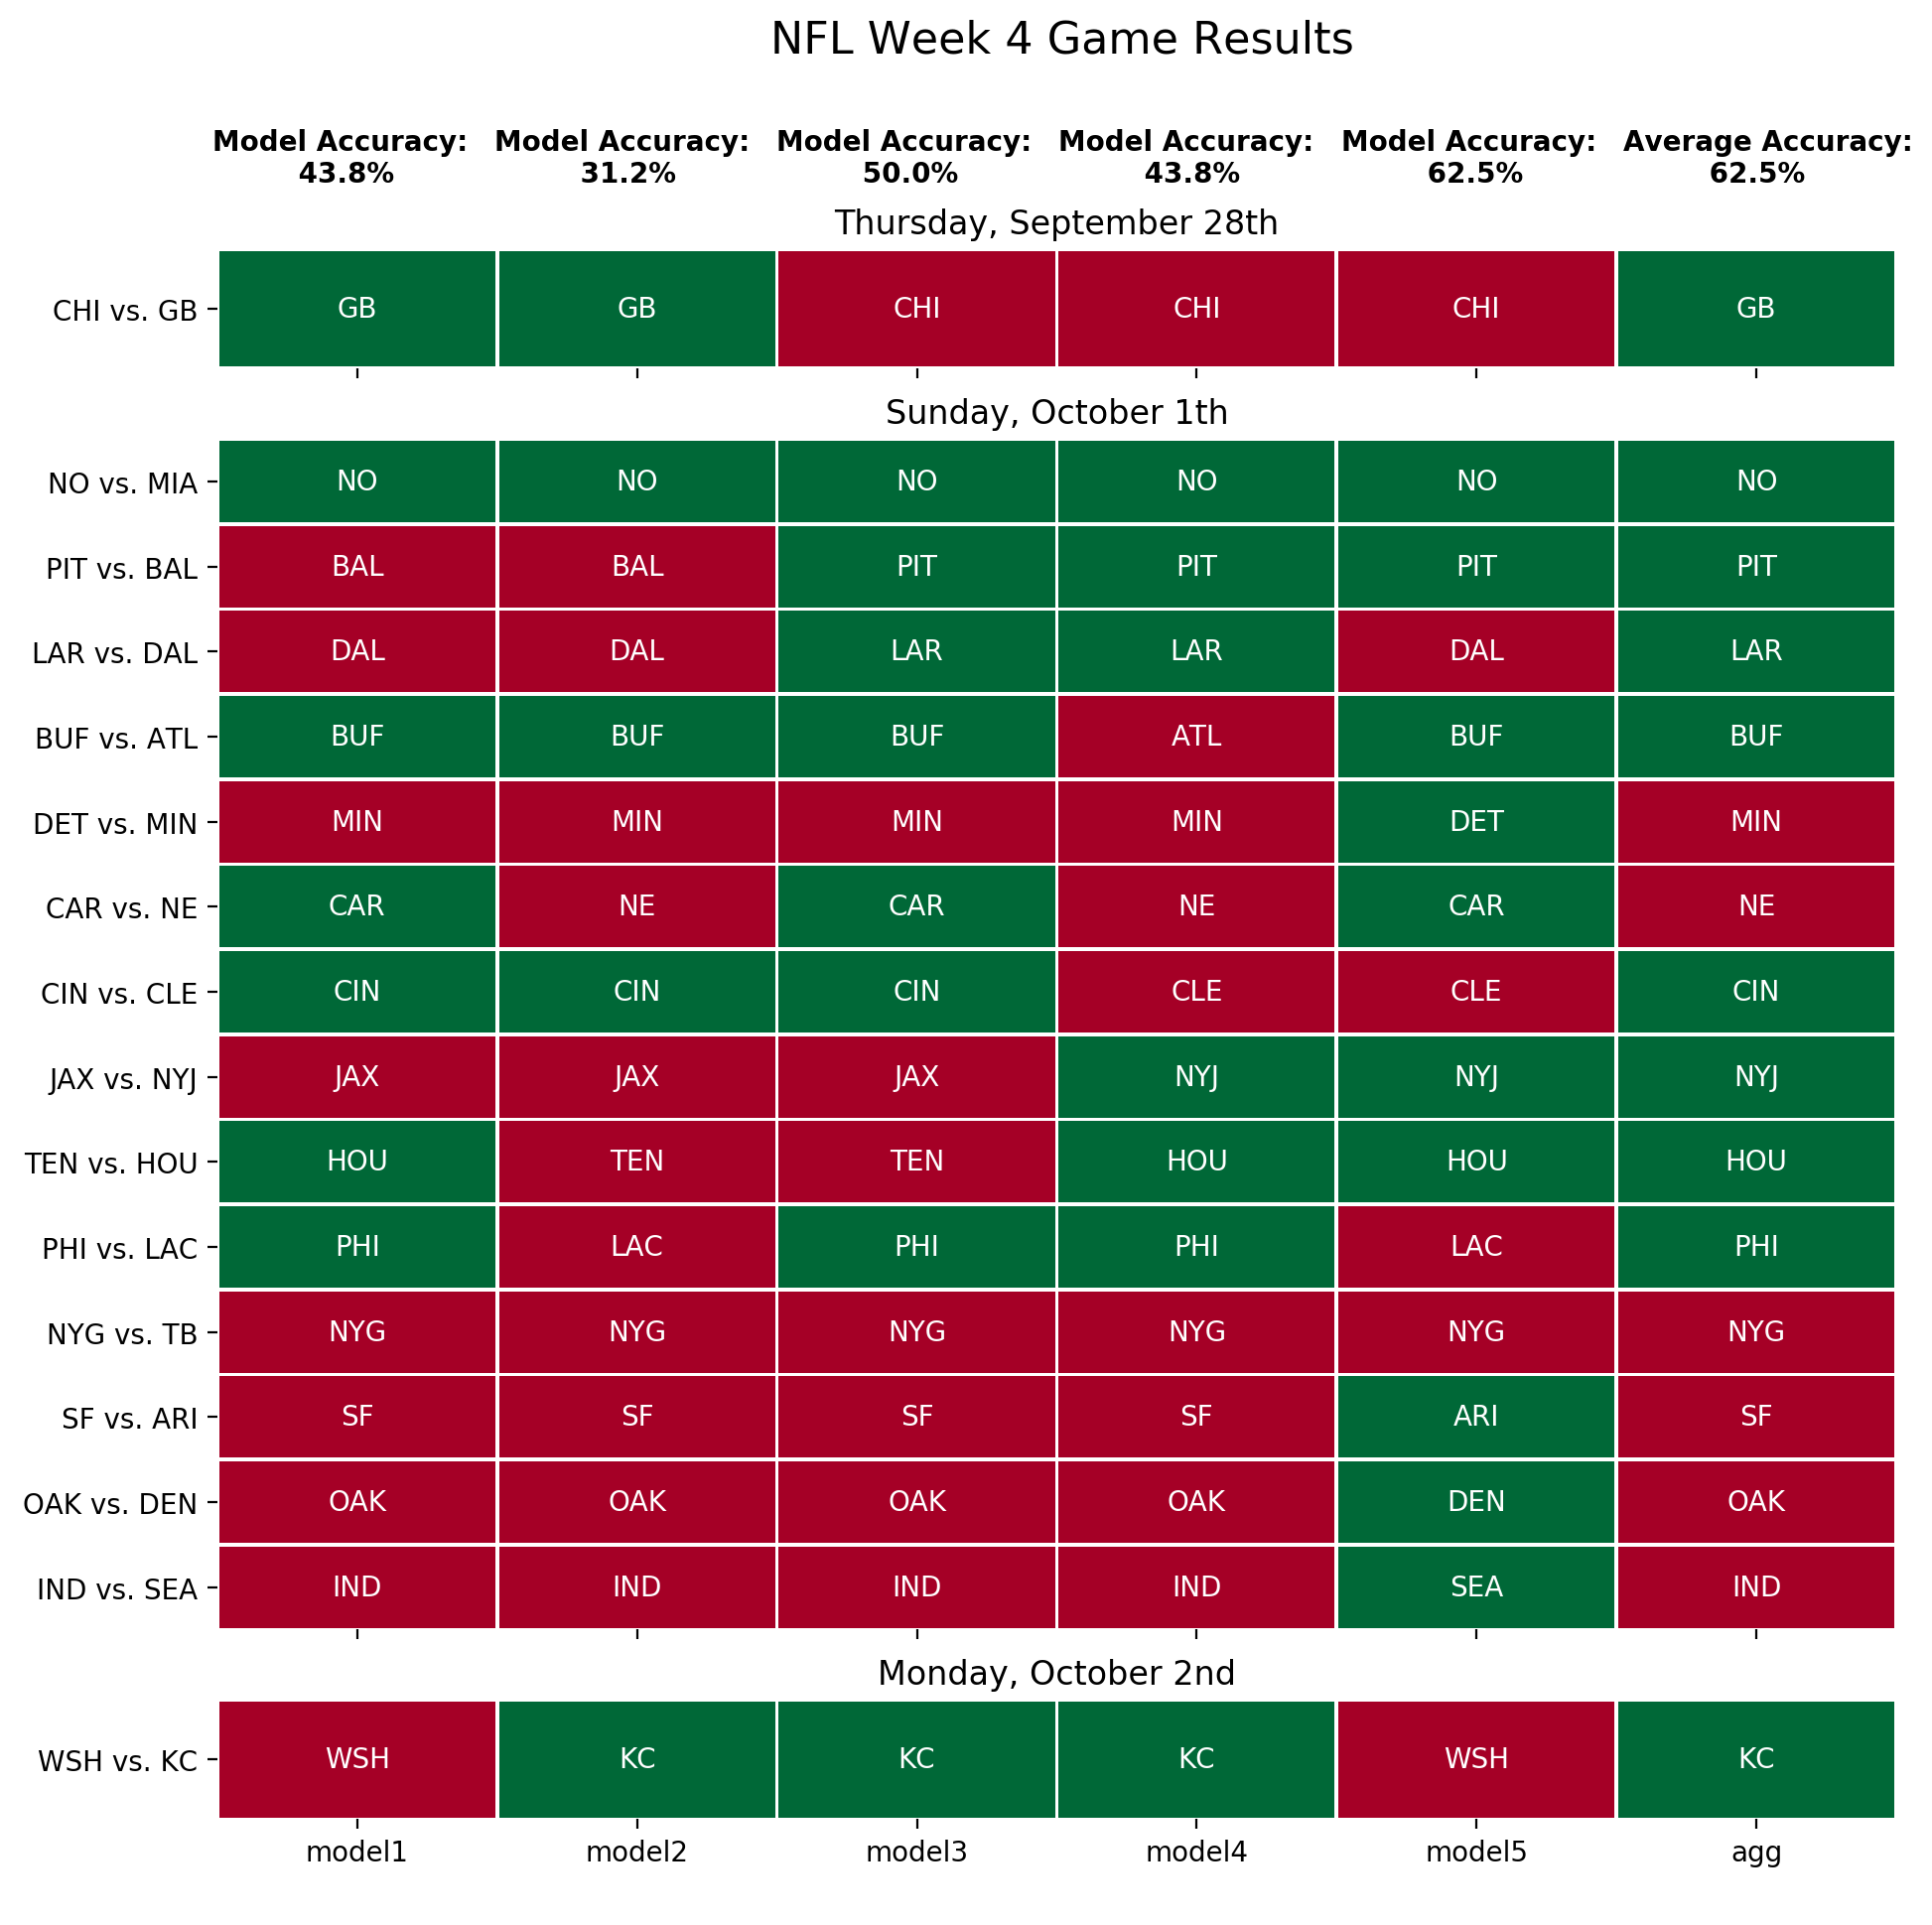 NFL Week 4 Game Results
Model Accuracy: Model Accuracy: Model Accuracy: Model Accuracy: Model Accuracy: Average Accuracy:
43.8% 31.2% 50.0% 43.8% 62.5% 62.5%
Thursday, September 28th
CHI vs. GB GB GB CHI CHI CHI GB
Sunday, October 1th
NO vs. MIA NO NO NO NO NO NO
PIT vs. BAL BAL BAL PIT PIT PIT PIT
LAR vs. DAL DAL DAL LAR LAR DAL LAR
BUF vs. ATL BUF BUF BUF ATL BUF BUF
DET vs. MIN MIN MIN MIN MIN DET MIN
CAR vs. NE CAR NE CAR NE CAR NE
CIN vs. CLE CIN CIN CIN CLE CLE CIN
JAX vs. NYJ JAX JAX JAX NYJ NYJ NYJ
TEN vs. HOU HOU TEN TEN HOU HOU HOU
PHI vs. LAC PHI LAC PHI PHI LAC PHI
NYG vs. TB NYG NYG NYG NYG NYG NYG
SF vs. ARI SF SF SF SF ARI SF
OAK vs. DEN OAK OAK OAK OAK DEN OAK
IND vs. SEA IND IND IND IND SEA IND
Monday, October 2nd
WSH vs. KC WSH KC KC KC WSH KC
model1 model2 model3 model4 model5 agg